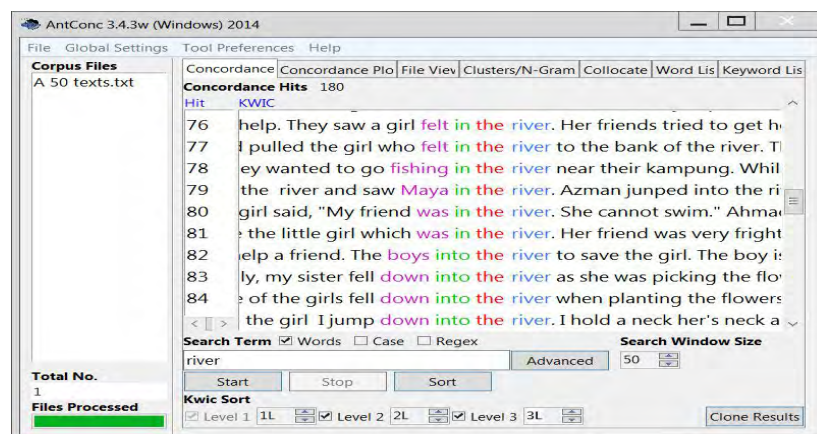 AntConc 3.4.3w (Windows) 2014
File Global Settings Tool Preferences Help
Corpus Files
A 50 texts.txt
Concordance Concordance Plo File View Clusters/N-Gram Collocate Word Lis Keyword Lis
Concordance Hits 180
Hit KWIC
76 help. They saw a girl felt in the river. Her friends tried to get h
77 pulled the girl who felt in the river to the bank of the river. T
78 ey wanted to go fishing in the river near their kampung. Whil
79 the river and saw Maya in the river. Azman junped into the ri
80 girl said, "My friend was in the river. She cannot swim." Ahma
81 the little girl which was in the river. Her friend was very fright
82 elp a friend. The boys into the river to save the girl. The boy i
83 ly, my sister fell down into the river as she was picking the flo
84 of the girls fell down into the river when planting the flowers
the girl I jump down into the river. I hold a neck her's neck a
Search Term Words Case Regex Search Window Size
river Advanced 50
Total No.
1
Files Processed
Start Stop Sort
Kwic Sort
Level 1 1L Level 2 2L Level 3 3L Clone Results